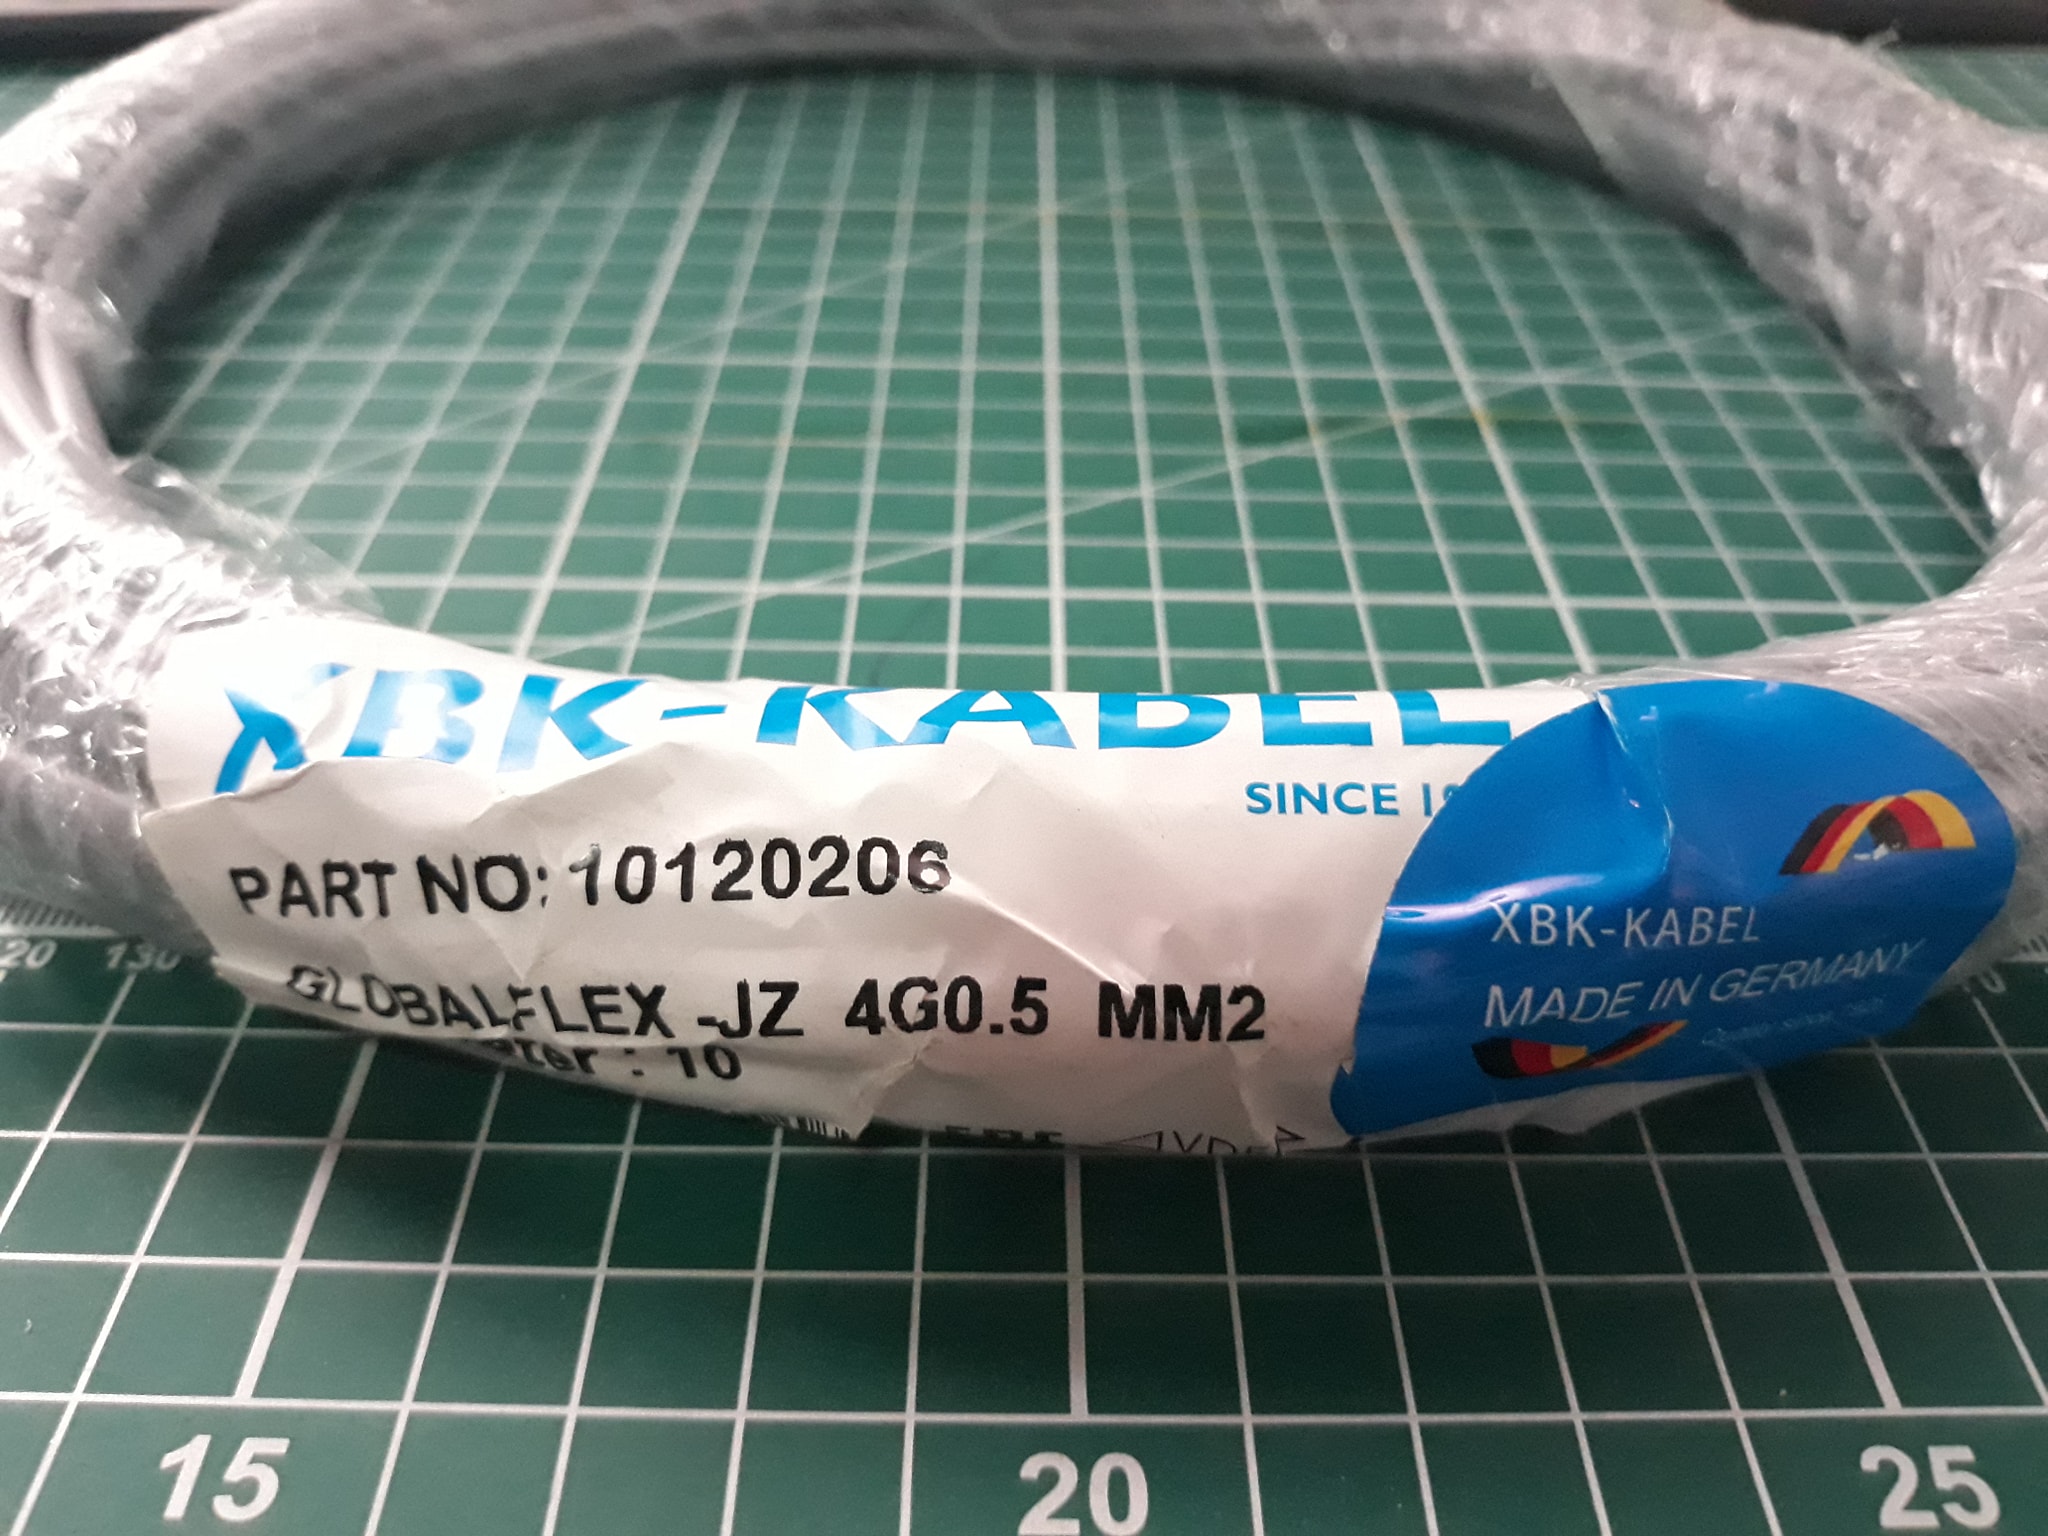 XBK-KABEL
SINCE
PART NO: 10120206
GLOBALFLEX -JZ 4G0.5 MM2
: 10
XBK-KABEL
MADE IN GERMANY
130
15
20
25